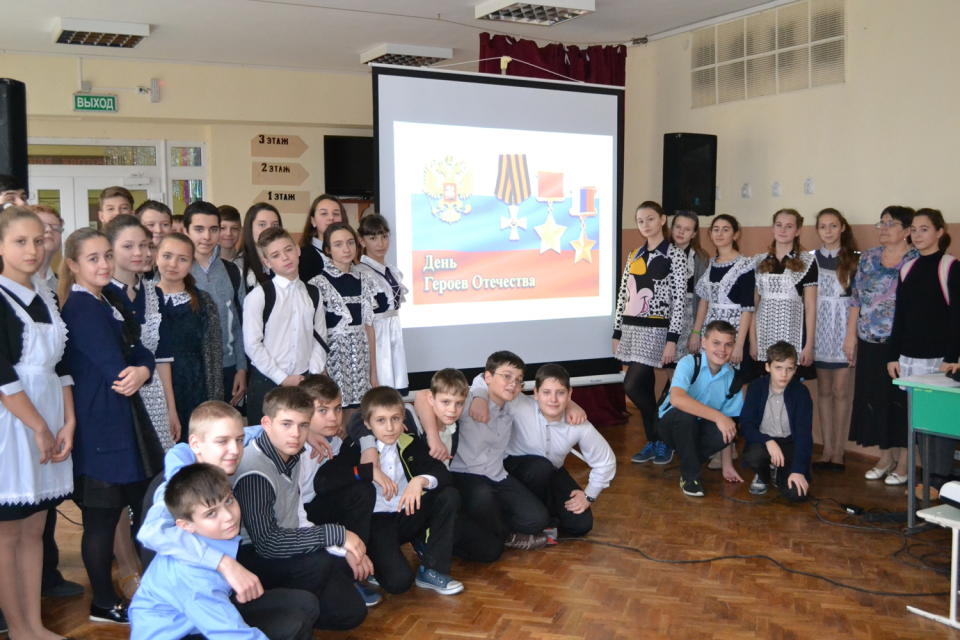 ВЫХОД
3 ЭТАЖ
2 ЭТАЖ
1 ЭТАЖ
День
Героев Отечества